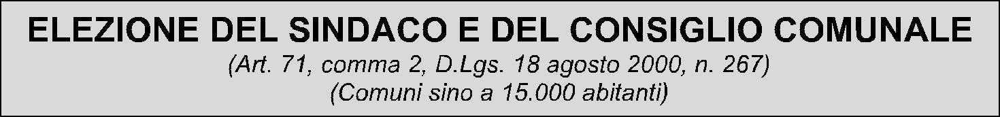 ELEZIONE DEL SINDACO E DEL CONSIGLIO COMUNALE
(Art. 71, comma 2, D.Lgs. 18 agosto 2000, n. 267)
(Comuni sino a 15.000 abitanti)